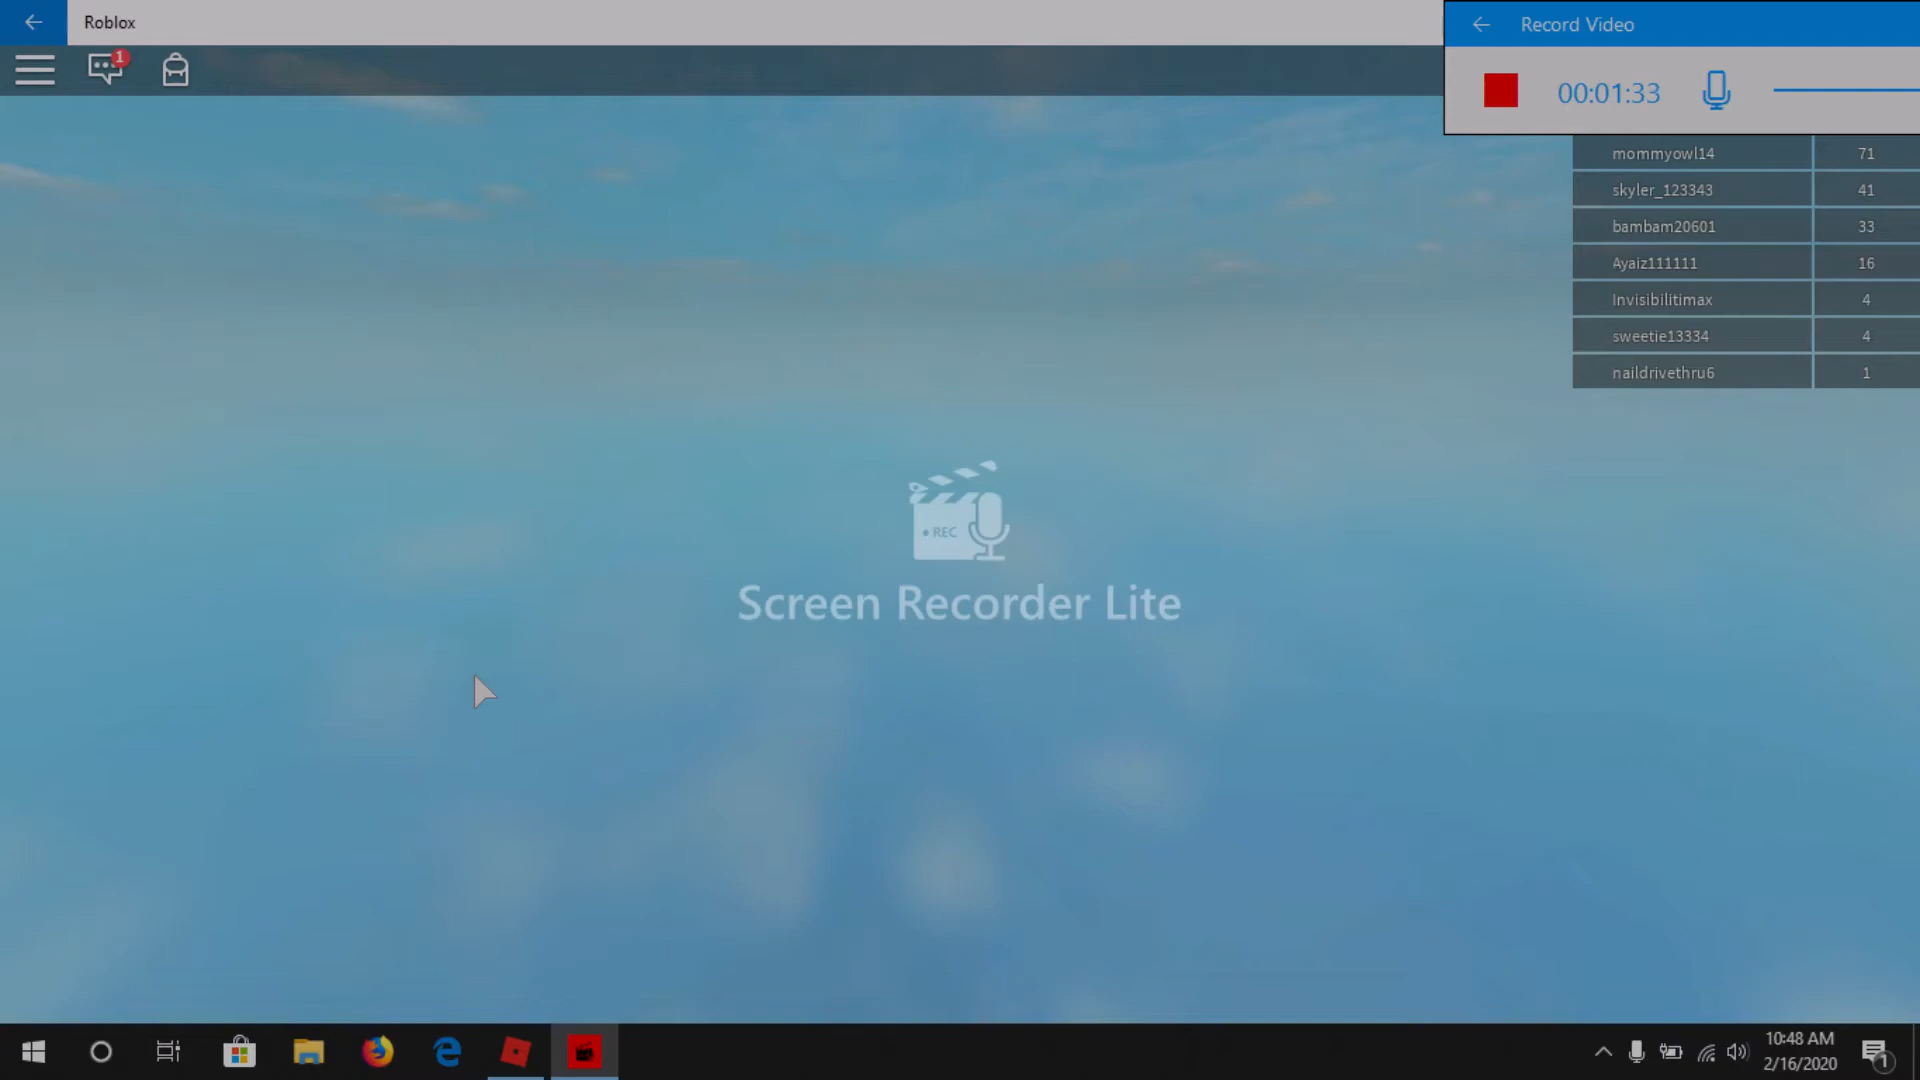 Roblox
Record Video
1
00:01:33
mommyowl14 71
skyler_123343 41
bambam20601 33
Ayaiz111111 16
Invisibilitimax 4
sweetie13334 4
naildrivethru6 1
REC
Screen Recorder Lite
10:48 AM
2/16/2020
1